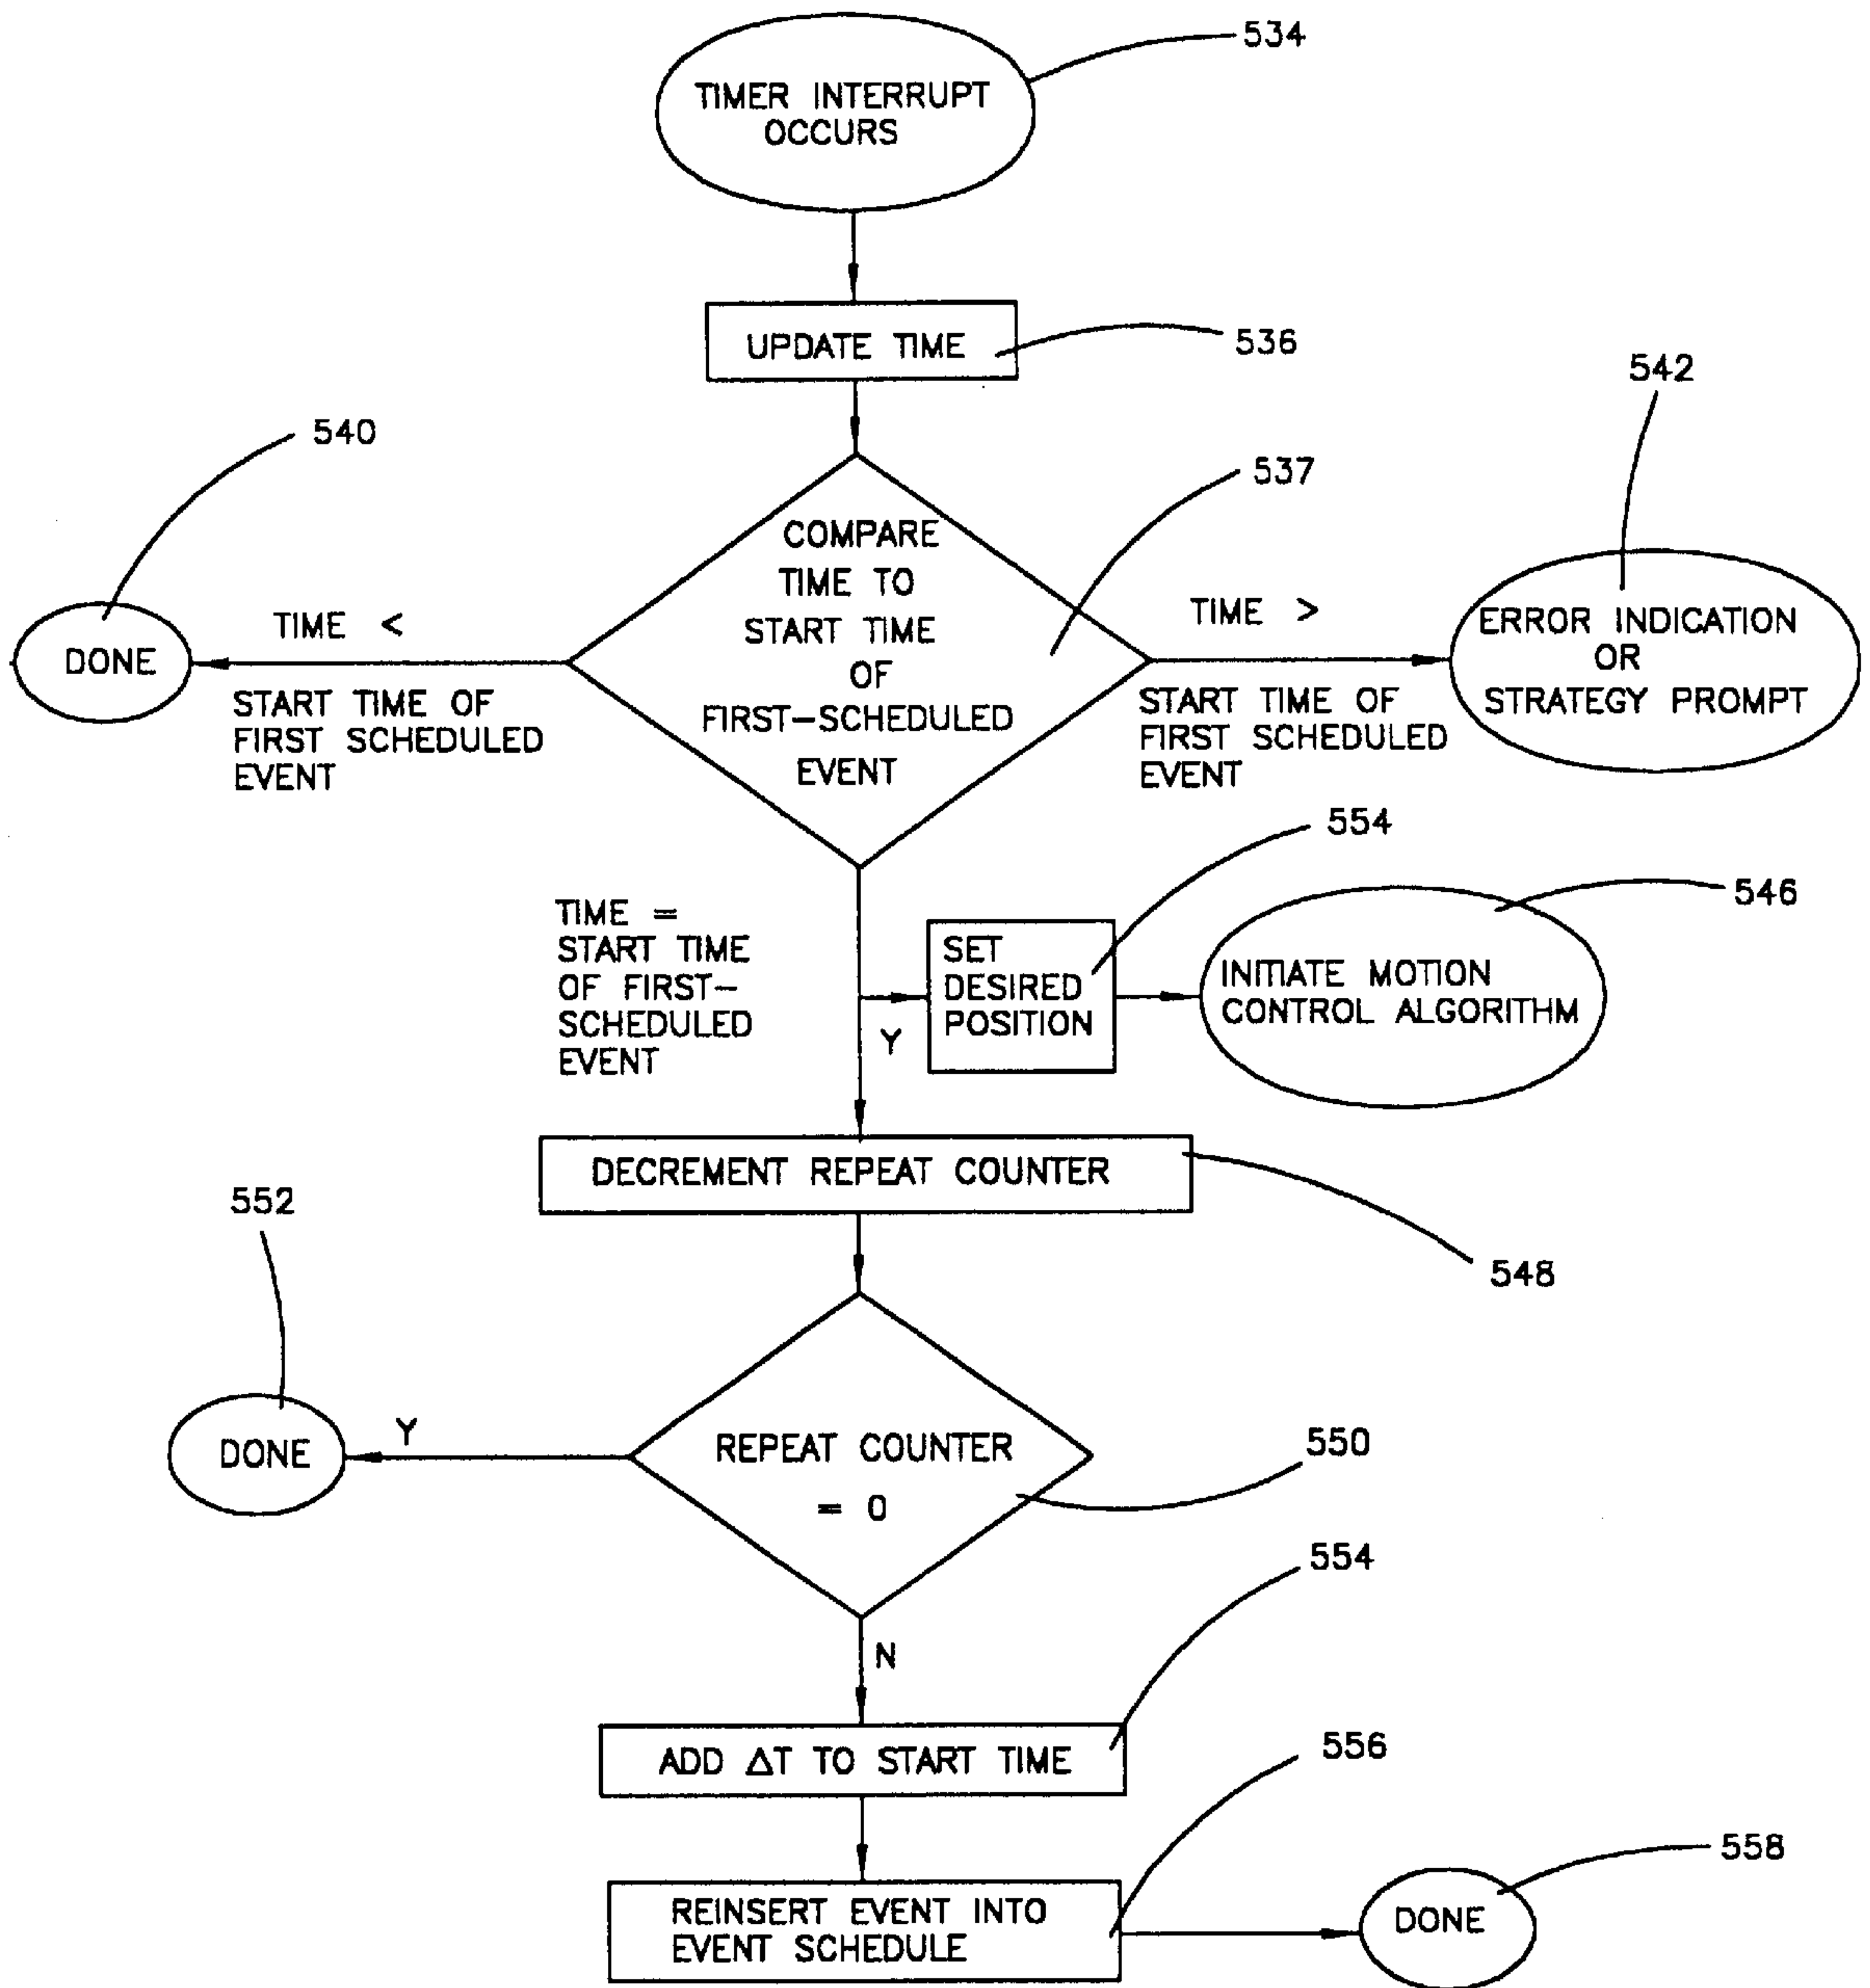 534
TIMER INTERRUPT
OCCURS
UPDATE TIME
536
542
540
537
COMPARE
TIME TO
START TIME
OF
FIRST-SCHEDULED
EVENT
TIME <
START TIME OF
FIRST SCHEDULED
EVENT
DONE
TIME >
START TIME OF
FIRST SCHEDULED
EVENT
ERROR INDICATION
OR
STRATEGY PROMPT
554
546
TIME =
START TIME
OF FIRST-
SCHEDULED
EVENT
Y
SET
DESIRED
POSITION
INITIATE MOTION
CONTROL ALGORITHM
DECREMENT REPEAT COUNTER
552
548
DONE
Y
REPEAT COUNTER
= 0
550
554
N
ADD ΔT TO START TIME
556
558
REINSERT EVENT INTO
EVENT SCHEDULE
DONE